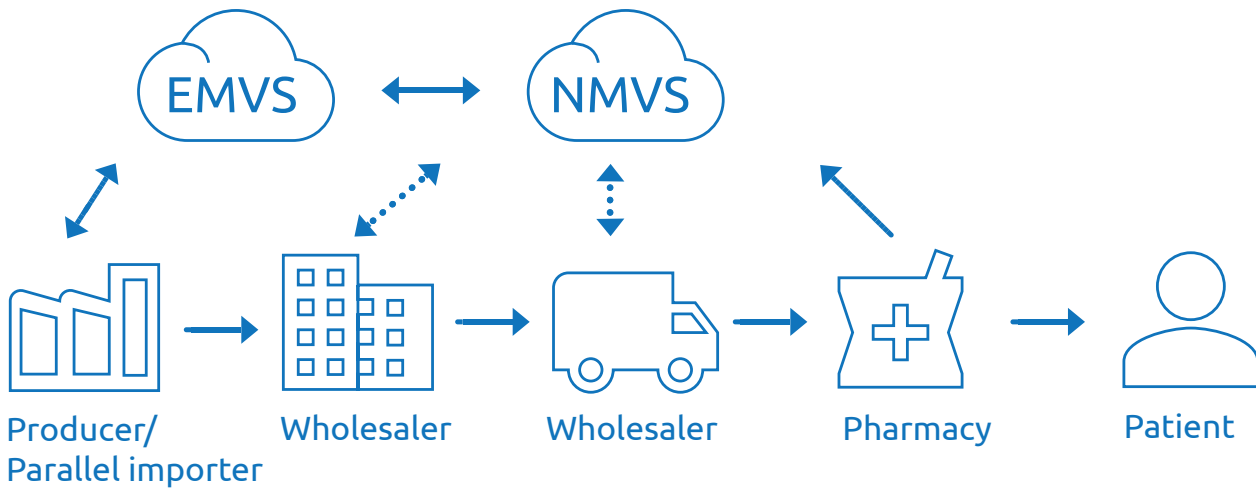 EMVS
NMVS
Producer/
Parallel importer
Wholesaler
Wholesaler
Pharmacy
Patient